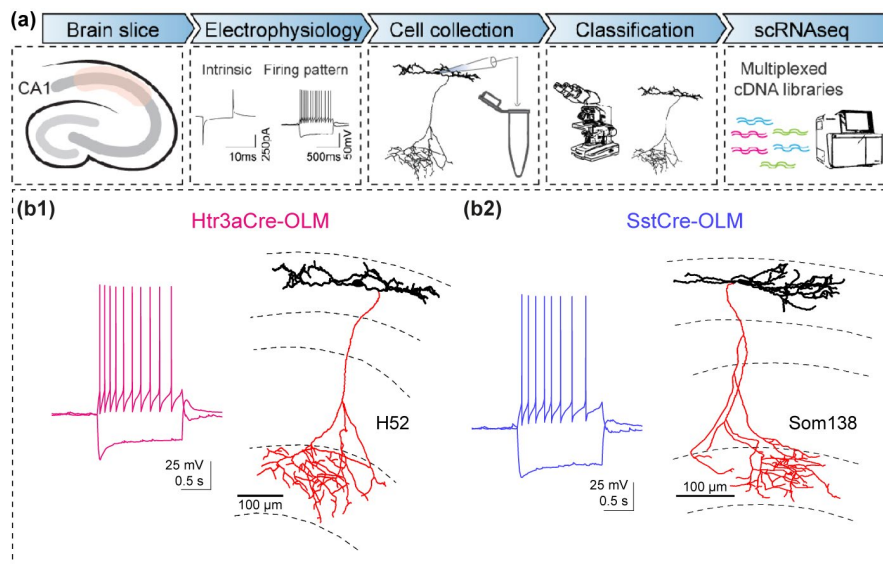 (a)
Brain slice
Electrophysiology
Cell collection
Classification
scRNAseq
CA1
Intrinsic
Firing pattern
10ms
250pA
500ms
50mV
Multiplexed
cDNA libraries
(b1)
Htr3aCre-OLM
H52
25 mV
0.5 s
100 µm
(b2)
SstCre-OLM
Som138
25 mV
0.5 s
100 µm